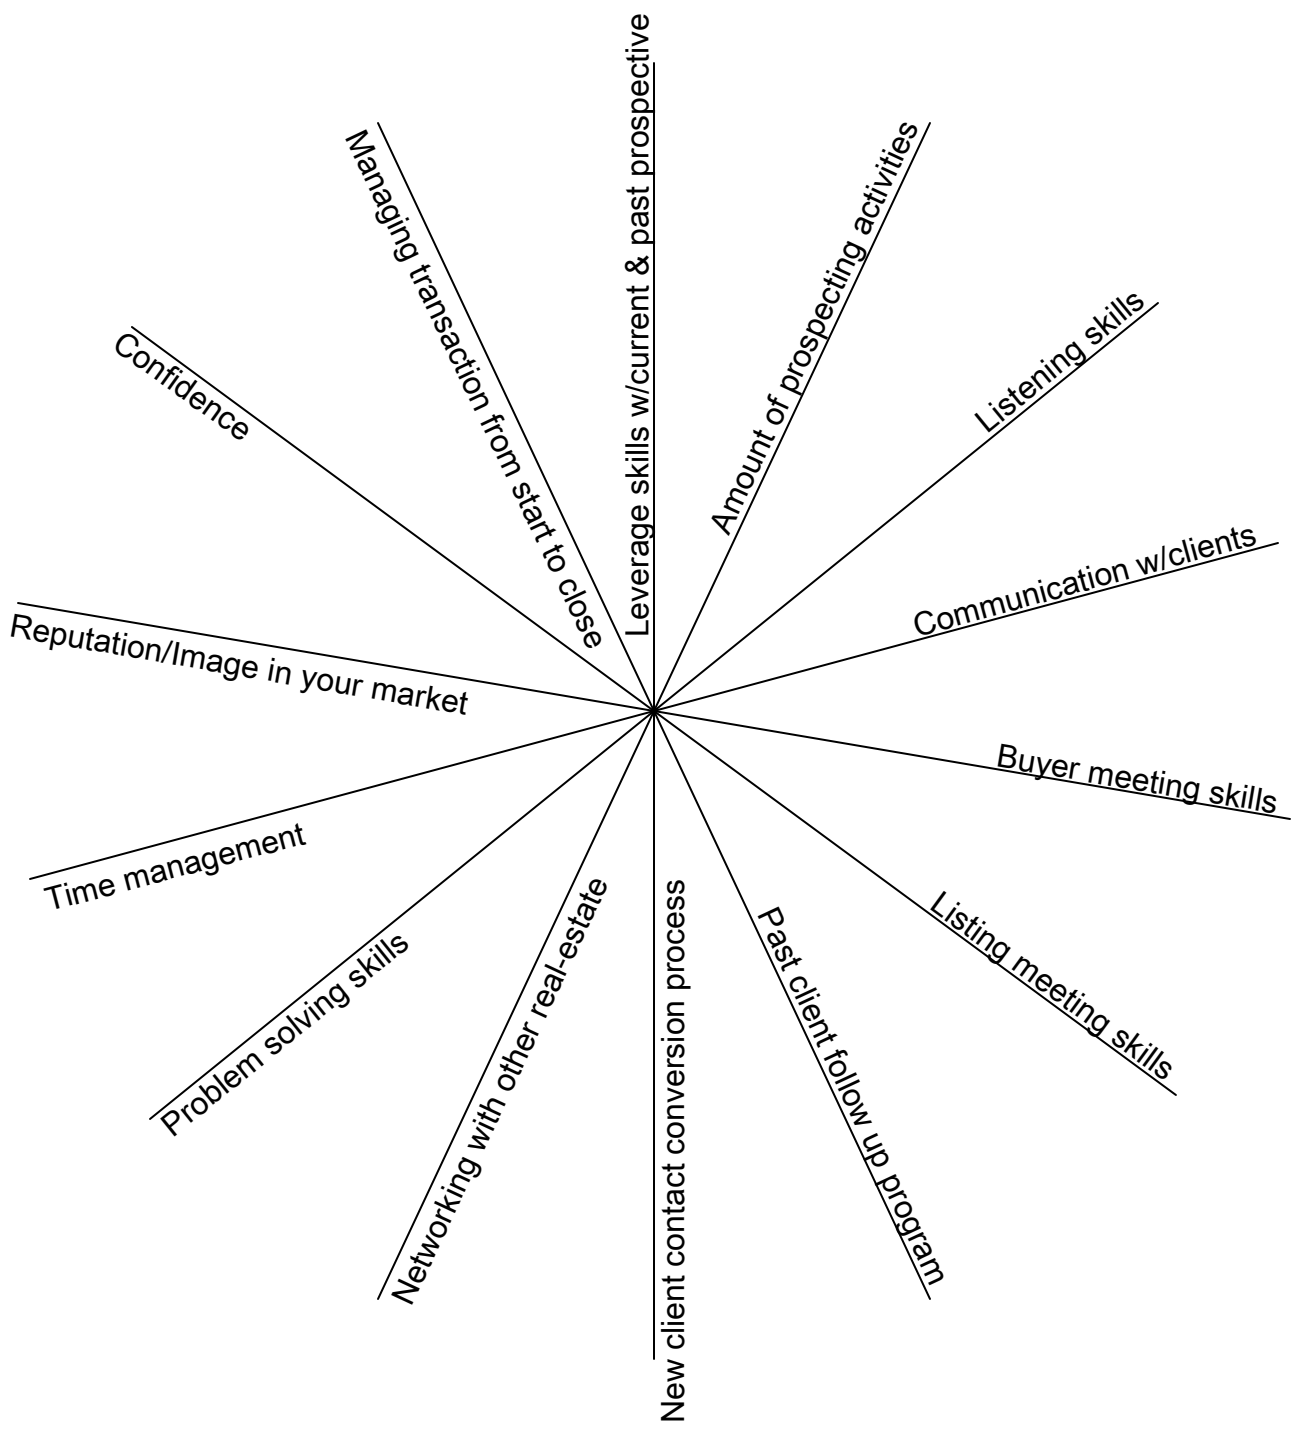 Leverage skills w/current & past prospective
Amount of prospecting activities
Listening skills
Communication w/clients
Buyer meeting skills
Listing meeting skills
Past client follow up program
New client contact conversion process
Networking with other real-estate
Problem solving skills
Time management
Reputation/Image in your market
Confidence
Managing transaction from start to close